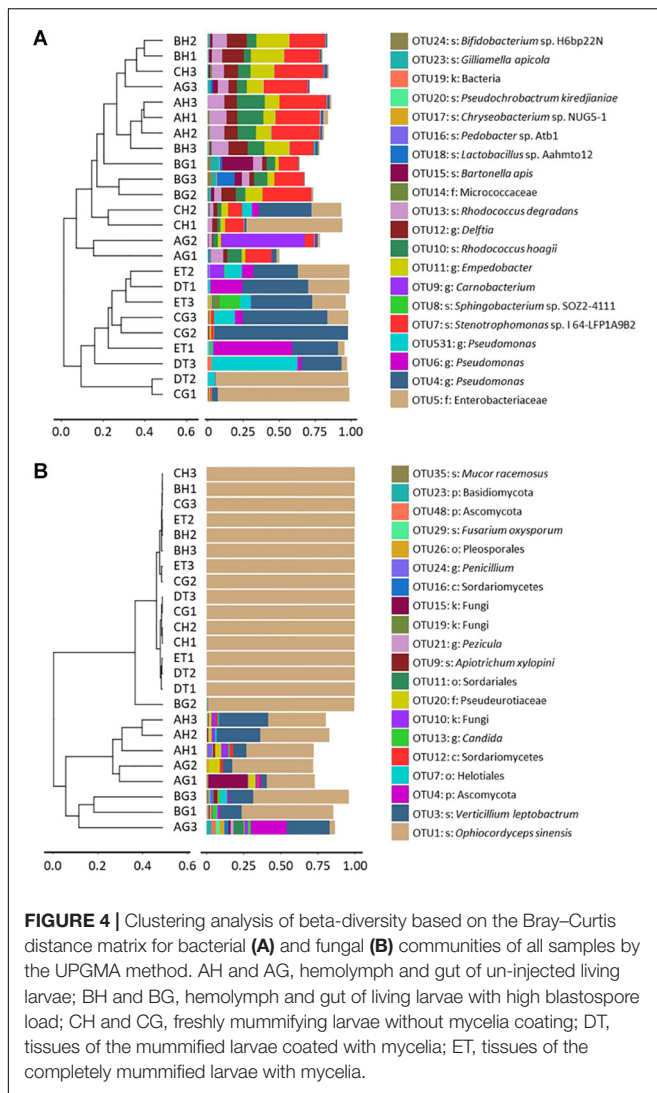 A
BH2
BH1
CH3
AG3
AH3
AH1
AH2
BH3
BG1
BG3
BG2
CH2
CH1
AG2
AG1
ET2
DT1
ET3
CG3
CG2
ET1
DT3
DT2
CG1
0.0 0.2 0.4 0.6
0 0.25 0.50 0.75 1.00
OTU24: s: Bifidobacterium sp. H6bp22N
OTU23: s: Gilliamella apicola
OTU19: k: Bacteria
OTU20: s: Pseudochrobactrum kiredjianiae
OTU17: s: Chryseobacterium sp. NUG5-1
OTU16: s: Pedobacter sp. Atb1
OTU18: s: Lactobacillus sp. Aahmto12
OTU15: s: Bartonella apis
OTU14: f: Micrococcaceae
OTU13: s: Rhodococcus degradans
OTU12: g: Delftia
OTU10: s: Rhodococcus hoagii
OTU11: g: Empedobacter
OTU9: g: Carnobacterium
OTU8: s: Sphingobacterium sp. SOZ2-4111
OTU7: s: Stenotrophomonas sp. I 64-LFP1A9B2
OTU531: g: Pseudomonas
OTU6: g: Pseudomonas
OTU4: g: Pseudomonas
OTU5: f: Enterobacteriaceae
B
CH3
BH1
CG3
ET2
BH2
BH3
ET3
CG2
DT3
CG1
CH2
CH1
ET1
DT2
DT1
BG2
AH3
AH2
AH1
AG2
AG1
BG3
BG1
AG3
0.0 0.2 0.4 0.6
0 0.25 0.50 0.75 1.00
OTU35: s: Mucor racemosus
OTU23: p: Basidiomycota
OTU48: p: Ascomycota
OTU29: s: Fusarium oxysporum
OTU26: o: Pleosporales
OTU24: g: Penicillium
OTU16: c: Sordariomycetes
OTU15: k: Fungi
OTU19: k: Fungi
OTU21: g: Pezicula
OTU9: s: Apiotrichum xylopini
OTU11: o: Sordariales
OTU20: f: Pseudeurotiaceae
OTU10: k: Fungi
OTU13: g: Candida
OTU12: c: Sordariomycetes
OTU7: o: Helotiales
OTU4: p: Ascomycota
OTU3: s: Verticillium leptobactrum
OTU1: s: Ophiocordyceps sinensis
FIGURE 4 | Clustering analysis of beta-diversity based on the Bray–Curtis
distance matrix for bacterial (A) and fungal (B) communities of all samples by
the UPGMA method. AH and AG, hemolymph and gut of un-injected living
larvae; BH and BG, hemolymph and gut of living larvae with high blastospore
load; CH and CG, freshly mummifying larvae without mycelia coating; DT,
tissues of the mummified larvae coated with mycelia; ET, tissues of the
completely mummified larvae with mycelia.